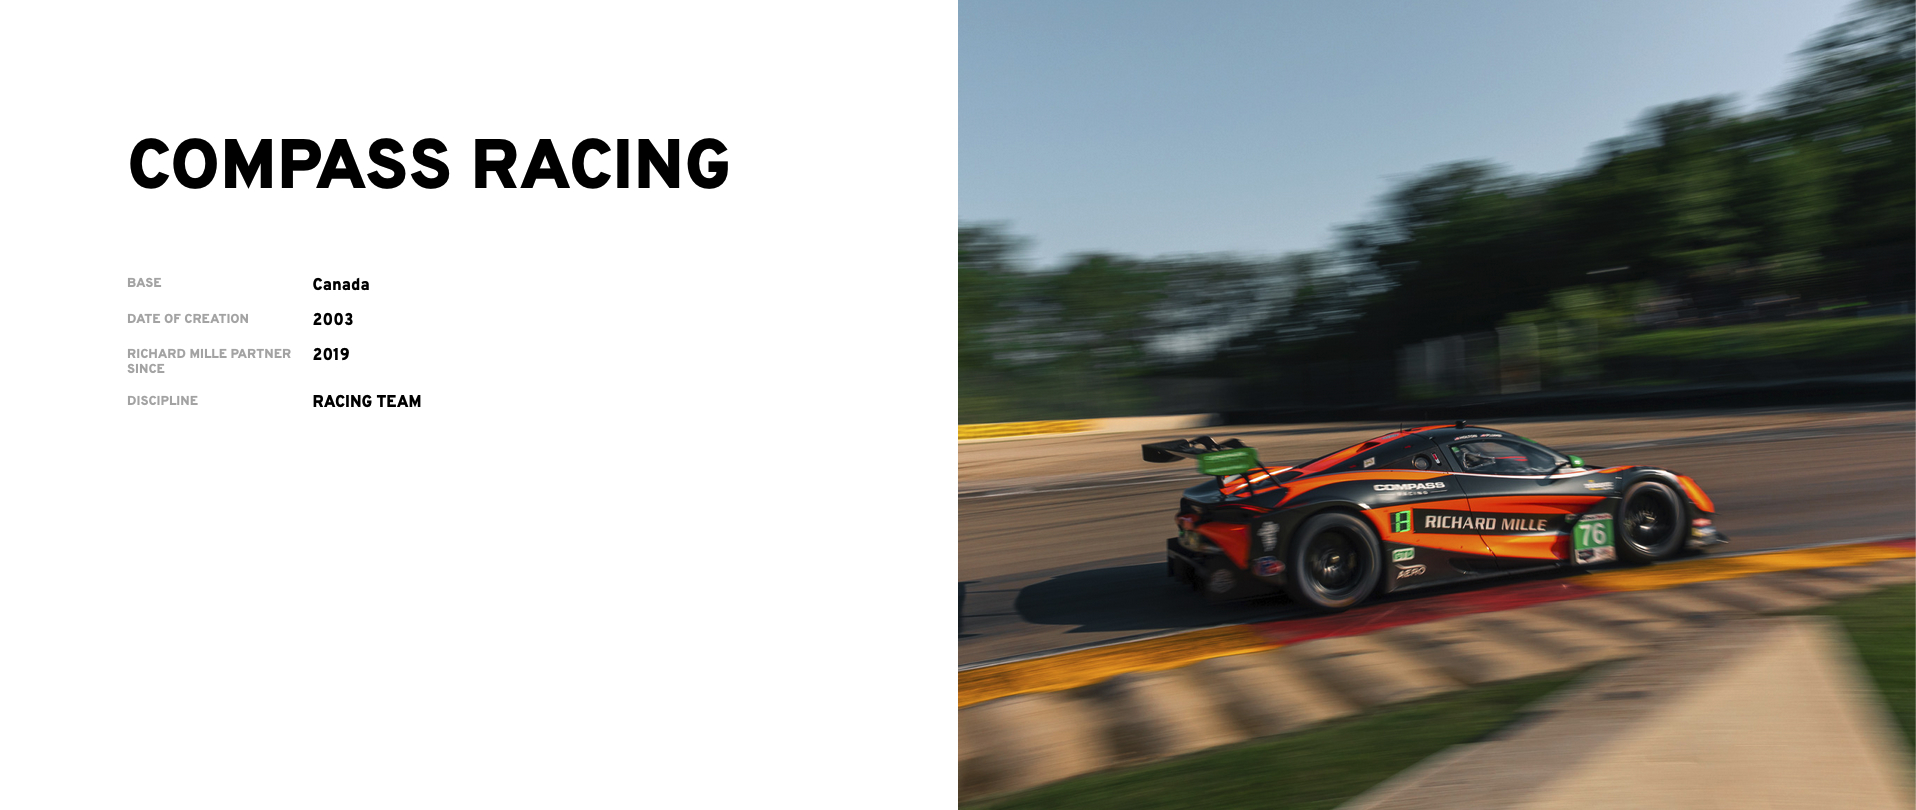 COMPASS RACING
BASE
Canada
DATE OF CREATION
2003
RICHARD MILLE PARTNER
SINCE
2019
DISCIPLINE
RACING TEAM
COMPASS
RACING
RICHARD MILLE
76
GTD
AERO